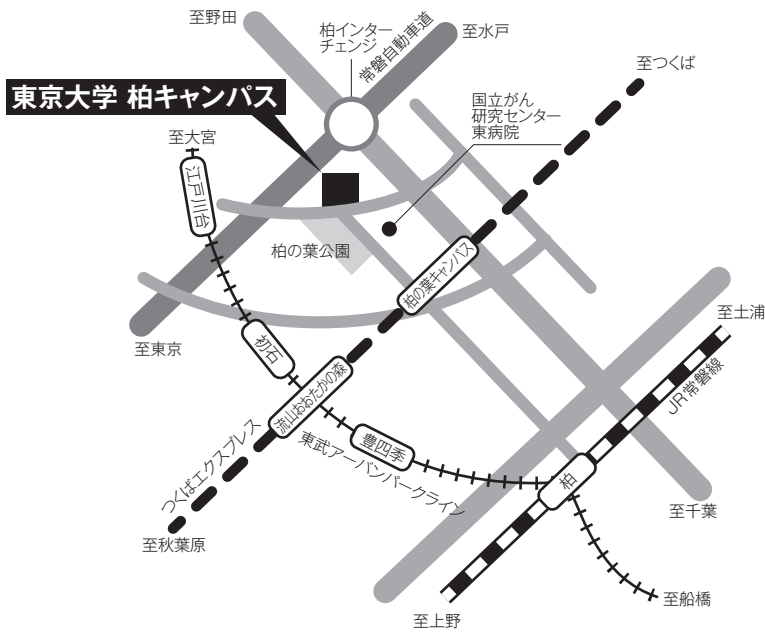 至野田
柏インター
チェンジ
常磐自動車道
至水戸
至つくば
東京大学 柏キャンパス
国立がん
研究センター
東病院
至大宮
江戸川台
柏の葉公園
柏の葉キャンパス
至土浦
至東京
初石
流山おおたかの森
JR常磐線
豊四季
東武アーバンパークライン
つくばエクスプレス
柏
至千葉
至秋葉原
至船橋
至上野